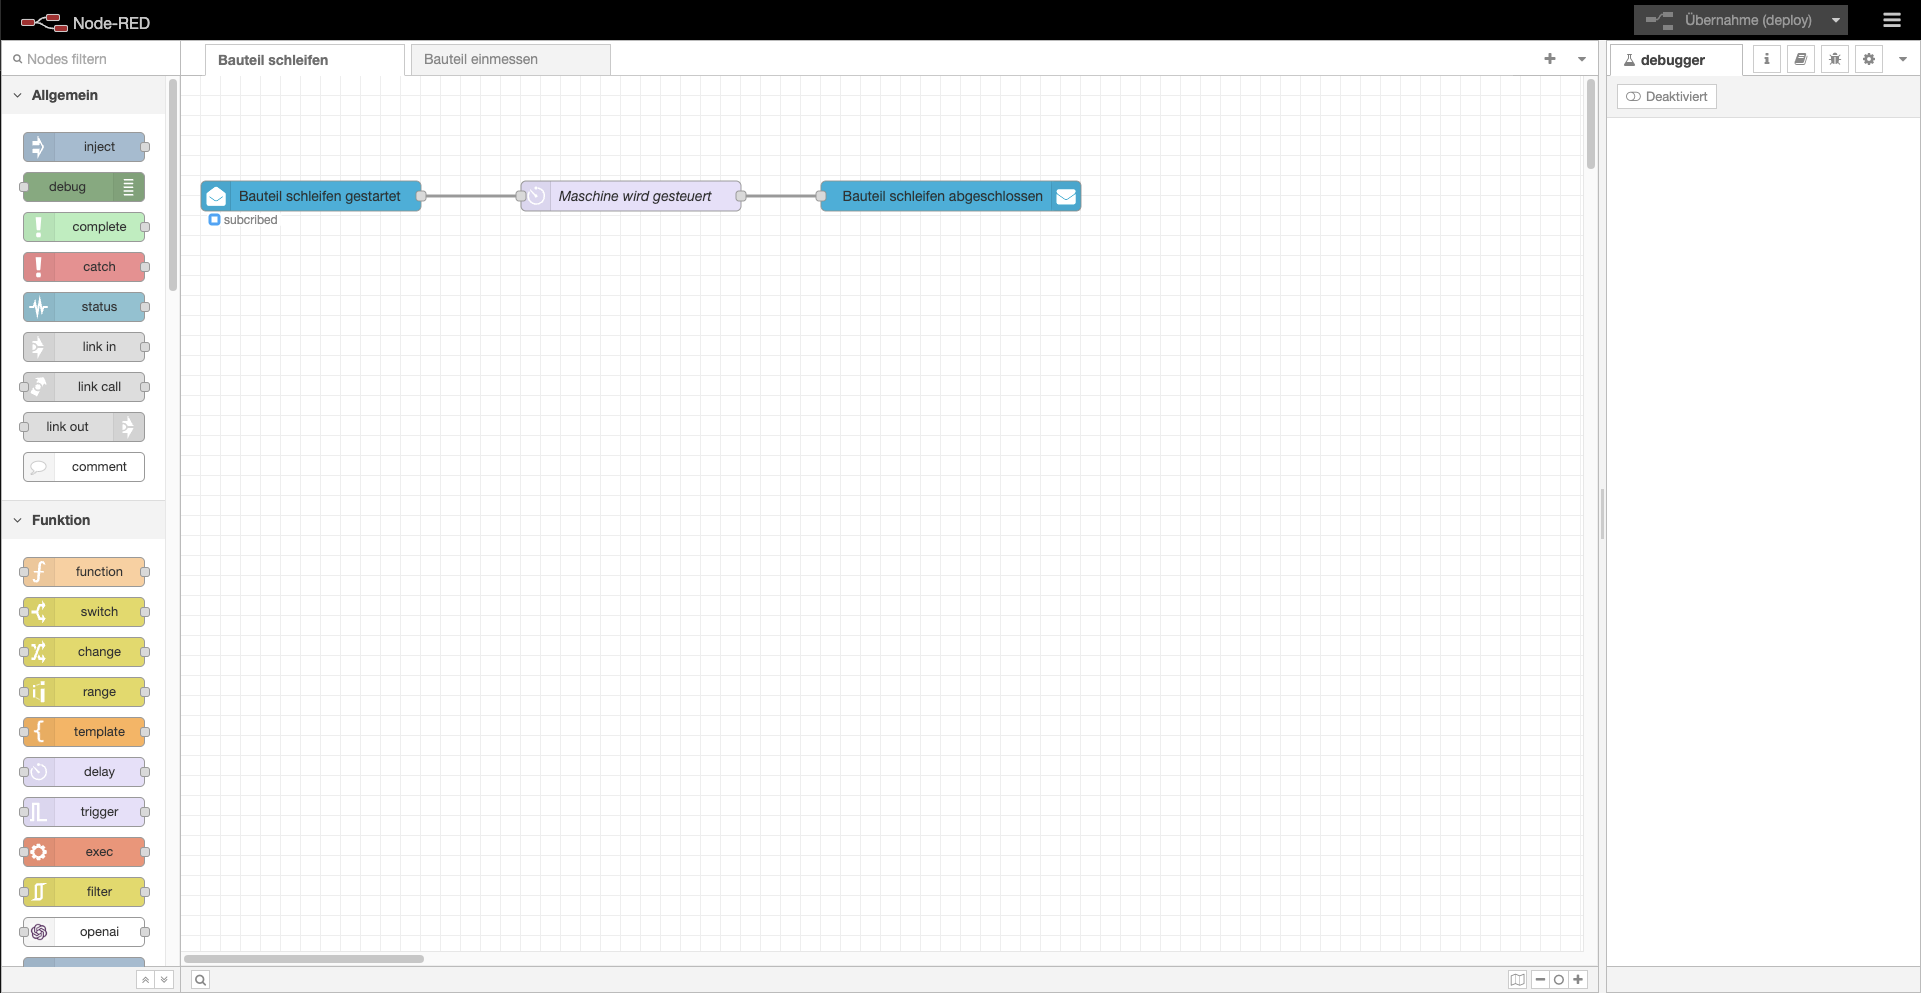 Node-RED
Übernahme (deploy)
Nodes filtern
Bauteil schleifen
Bauteil einmessen
debugger
Deaktiviert
Allgemein
inject
debug
complete
catch
status
link in
link call
link out
comment
Funktion
function
switch
change
range
template
delay
trigger
exec
filter
openai
Bauteil schleifen gestartet
subcribed
Maschine wird gesteuert
Bauteil schleifen abgeschlossen